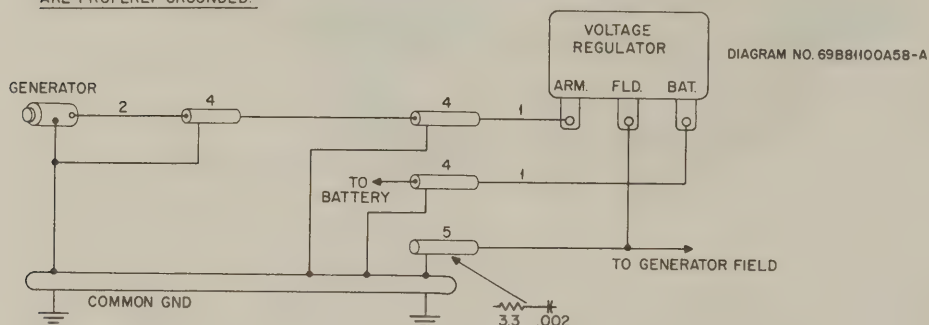 ARE PROPERLY GROUNDED.
VOLTAGE
REGULATOR
DIAGRAM NO. 69B81100A58-A
GENERATOR
ARM. FLD. BAT.
2
4
4
1
4
1
TO
BATTERY
5
TO GENERATOR FIELD
COMMON GND
3.3 .002